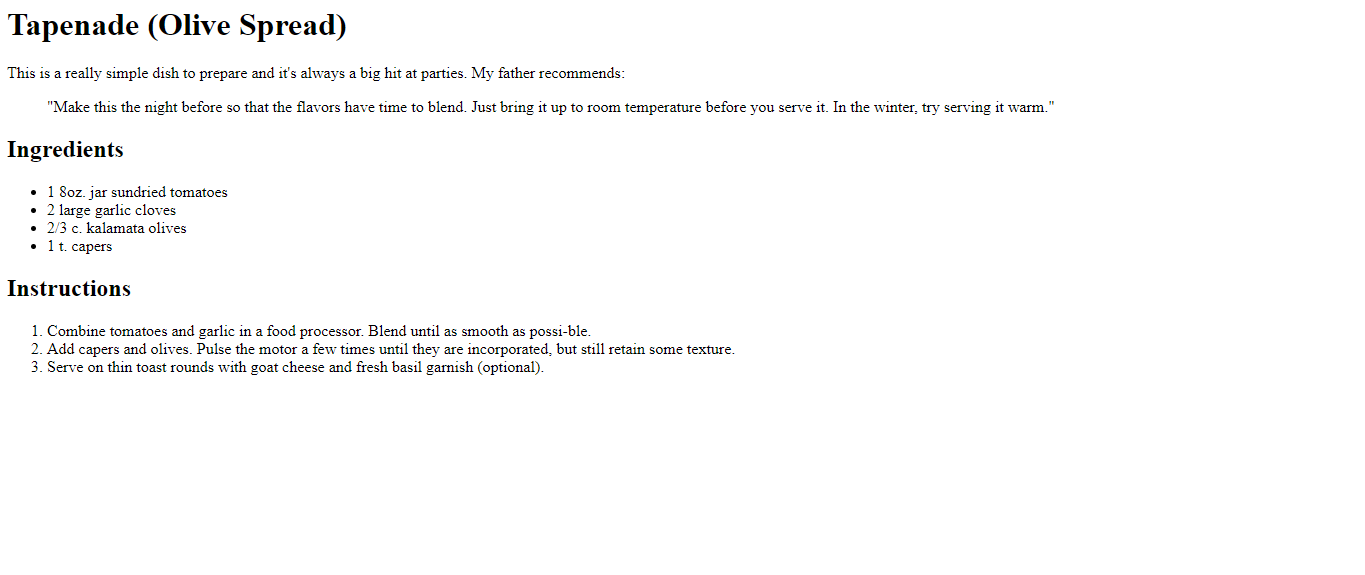 Tapenade (Olive Spread)
This is a really simple dish to prepare and it's always a big hit at parties. My father recommends:
"Make this the night before so that the flavors have time to blend. Just bring it up to room temperature before you serve it. In the winter, try serving it warm."
Ingredients
• 1 8oz. jar sundried tomatoes
• 2 large garlic cloves
• 2/3 c. kalamata olives
• 1 t. capers
Instructions
1. Combine tomatoes and garlic in a food processor. Blend until as smooth as possi-ble.
2. Add capers and olives. Pulse the motor a few times until they are incorporated, but still retain some texture.
3. Serve on thin toast rounds with goat cheese and fresh basil garnish (optional).